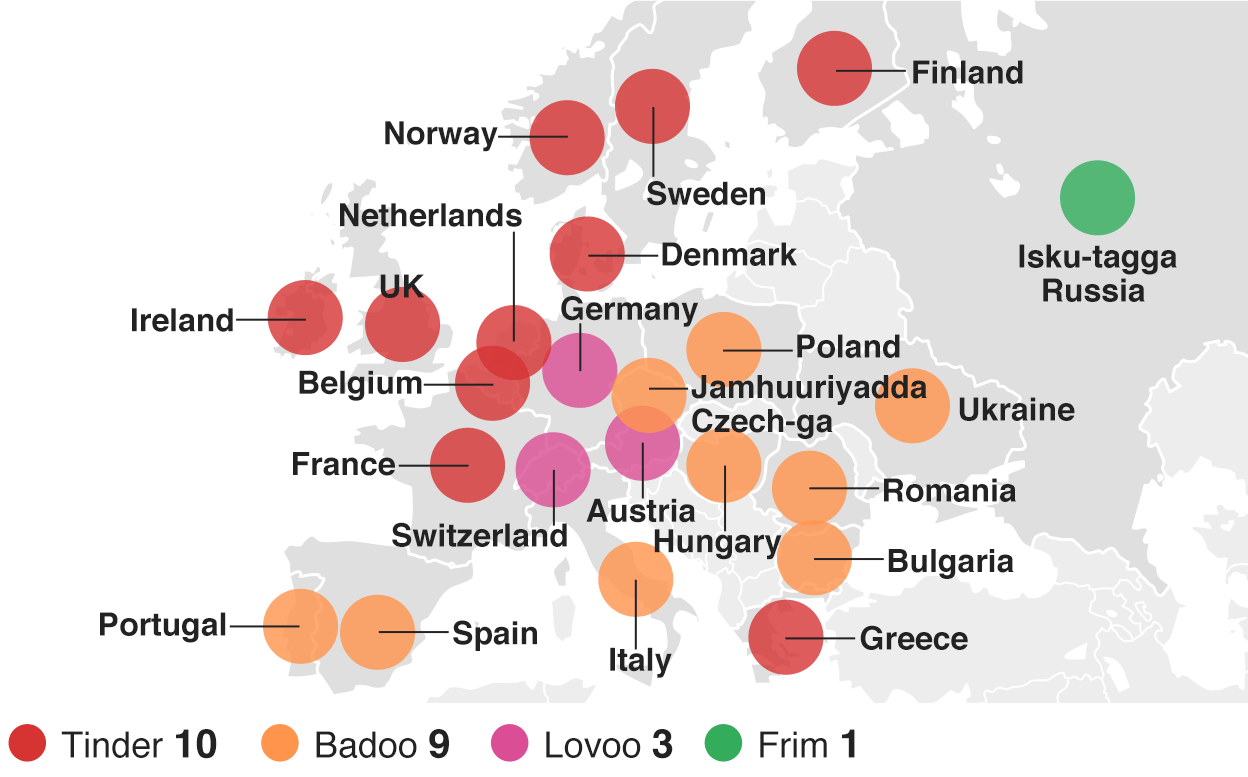 Finland
Norway
Sweden
Netherlands
Denmark
Isku-tagga
Russia
UK
Germany
Ireland
Poland
Belgium
Jamhuuriyadda
Czech-ga
Ukraine
France
Romania
Austria
Switzerland
Hungary
Bulgaria
Portugal
Spain
Greece
Italy
Tinder 10 Badoo 9 Lovoo 3 Frim 1